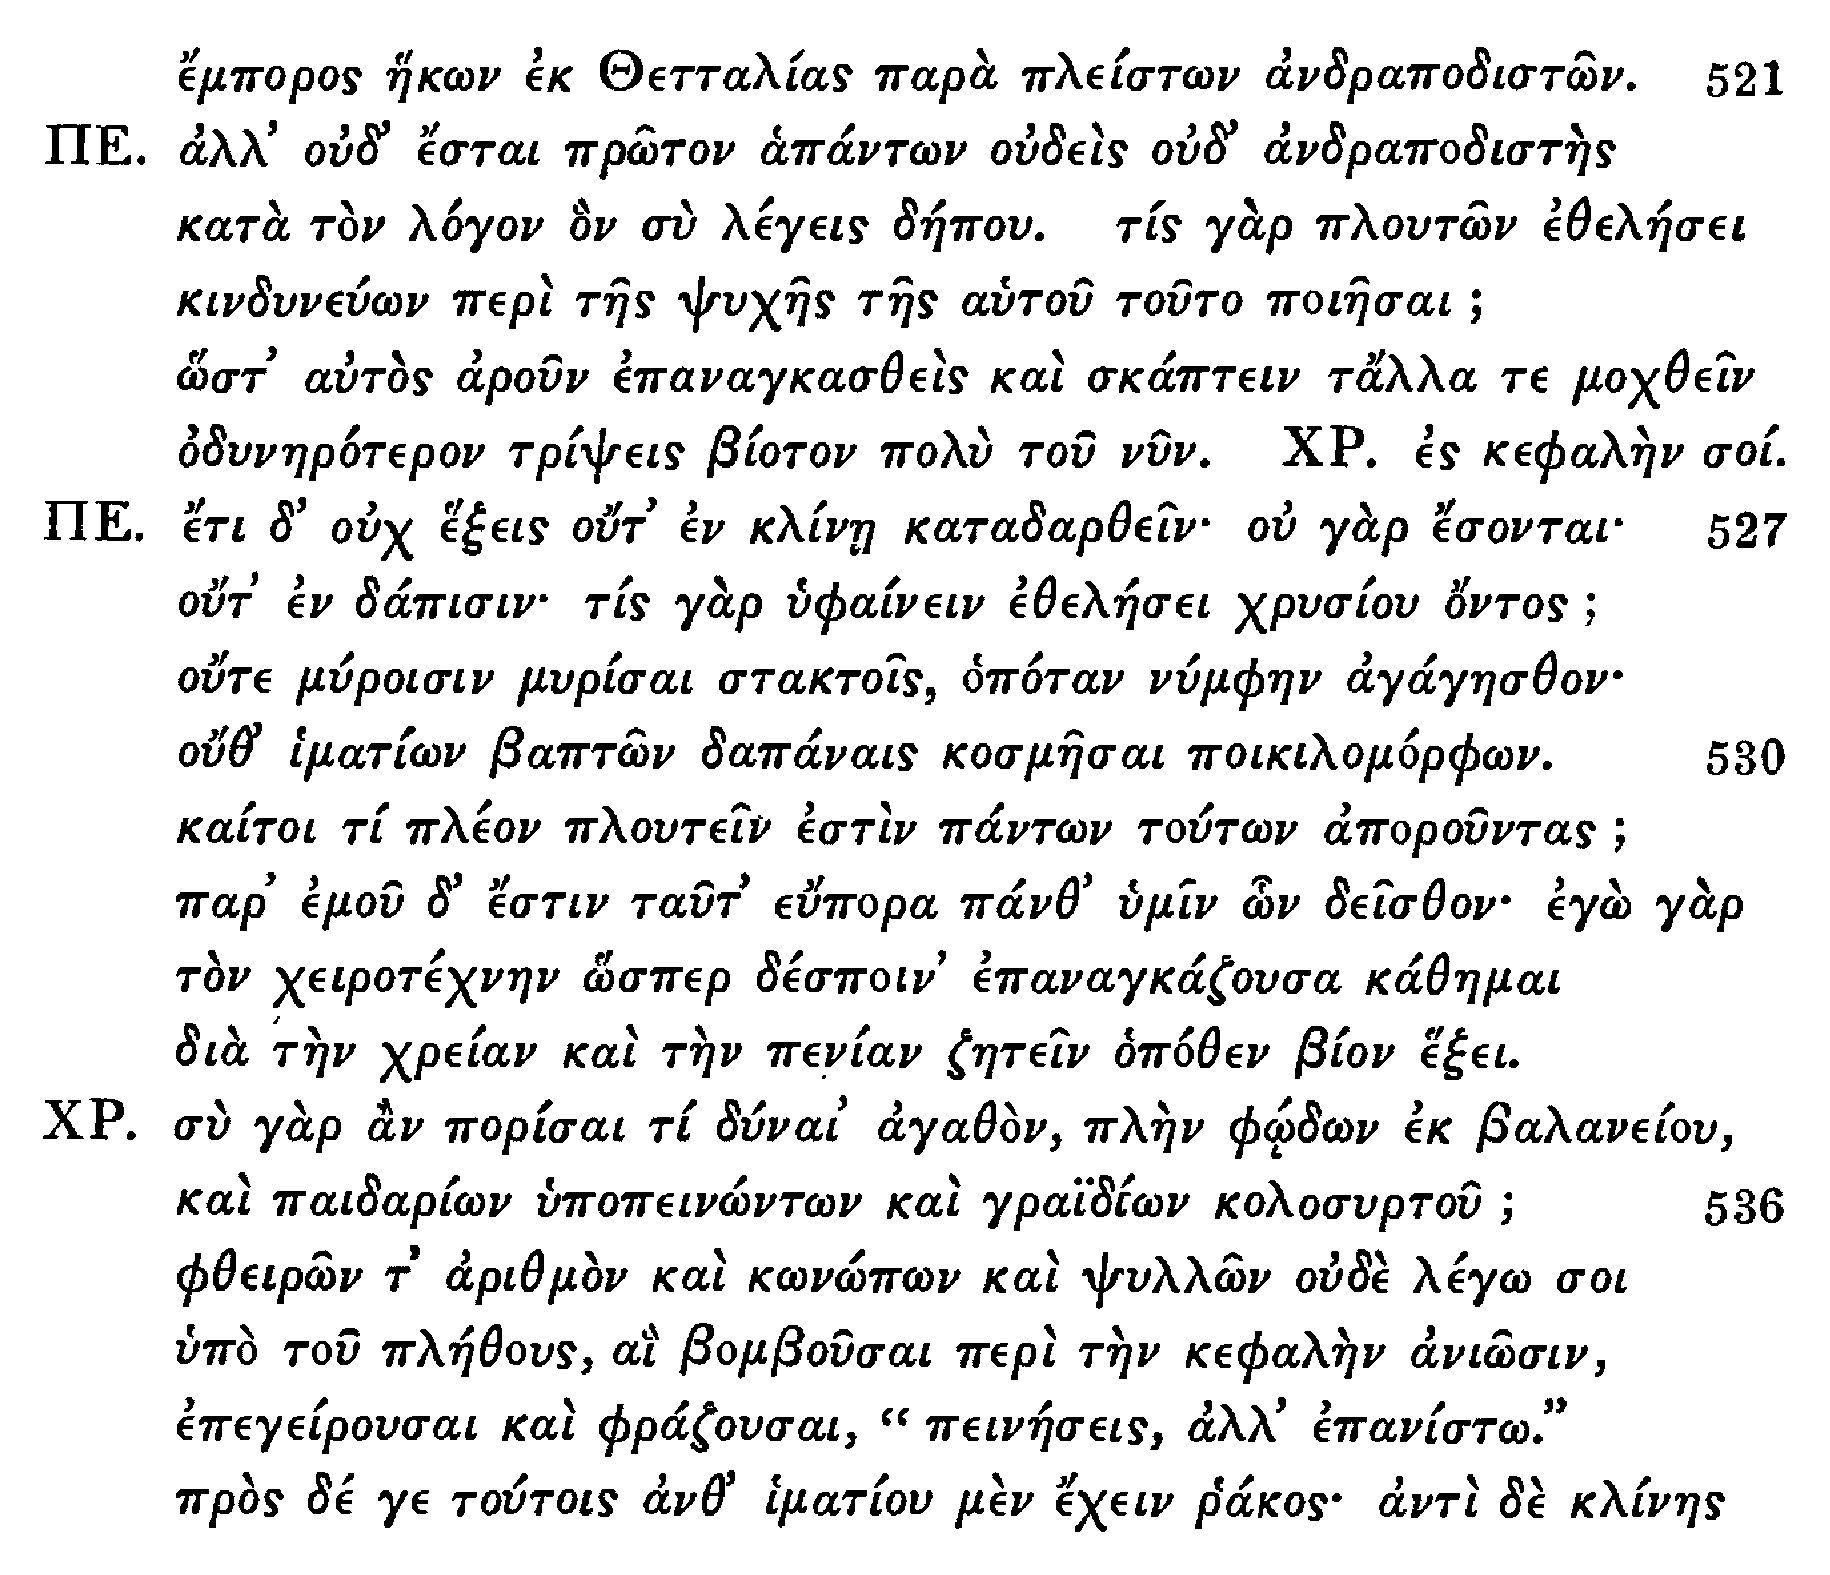 ἔμπορος ἥκων ἐκ Θετταλίας παρὰ πλείστων ἀνδραποδιστῶν. 521
ΠΕ. ἀλλ’ οὐδ’ ἔσται πρῶτον ἁπάντων οὐδεὶς οὐδ’ ἀνδραποδιστὴς
κατὰ τὸν λόγον ὃν σὺ λέγεις δήπου. τίς γὰρ πλουτῶν ἐθελήσει
κινδυνεύων περὶ τῆς ψυχῆς τῆς αὑτοῦ τοῦτο ποιῆσαι ;
ὥστ’ αὐτὸς ἀροῦν ἐπαναγκασθεὶς καὶ σκάπτειν τἄλλα τε μοχθεῖν
ὀδυνηρότερον τρίψεις βίοτον πολὺ τοῦ νῦν. ΧΡ. ἐς κεφαλὴν σοί.
ΠΕ. ἔτι δ’ οὐχ ἕξεις οὔτ’ ἐν κλίνῃ καταδαρθεῖν· οὐ γὰρ ἔσονται· 527
οὔτ’ ἐν δάπισιν· τίς γὰρ ὑφαίνειν ἐθελήσει χρυσίου ὄντος ;
οὔτε μύροισιν μυρίσαι στακτοῖς, ὁπόταν νύμφην ἀγάγησθον·
οὔθ’ ἱματίων βαπτῶν δαπάναις κοσμῆσαι ποικιλομόρφων. 530
καίτοι τί πλέον πλουτεῖν ἐστὶν πάντων τούτων ἀποροῦντας ;
παρ’ ἐμοῦ δ’ ἔστιν ταῦτ’ εὔπορα πάνθ’ ὑμῖν ὧν δεῖσθον· ἐγὼ γὰρ
τὸν χειροτέχνην ὥσπερ δέσποιν’ ἐπαναγκάζουσα κάθημαι
διὰ τὴν χρείαν καὶ τὴν πενίαν ζητεῖν ὁπόθεν βίον ἕξει.
ΧΡ. σὺ γὰρ ἂν πορίσαι τί δύναι’ ἀγαθὸν, πλὴν φῴδων ἐκ βαλανείου,
καὶ παιδαρίων ὑποπεινώντων καὶ γραϊδίων κολοσυρτοῦ ; 536
φθειρῶν τ’ ἀριθμὸν καὶ κωνώπων καὶ ψυλλῶν οὐδὲ λέγω σοι
ὑπὸ τοῦ πλήθους, αἳ βομβοῦσαι περὶ τὴν κεφαλὴν ἀνιῶσιν,
ἐπεγείρουσαι καὶ φράζουσαι, “ πεινήσεις, ἀλλ’ ἐπανίστω.”
πρὸς δέ γε τούτοις ἀνθ’ ἱματίου μὲν ἔχειν ῥάκος· ἀντὶ δὲ κλίνης